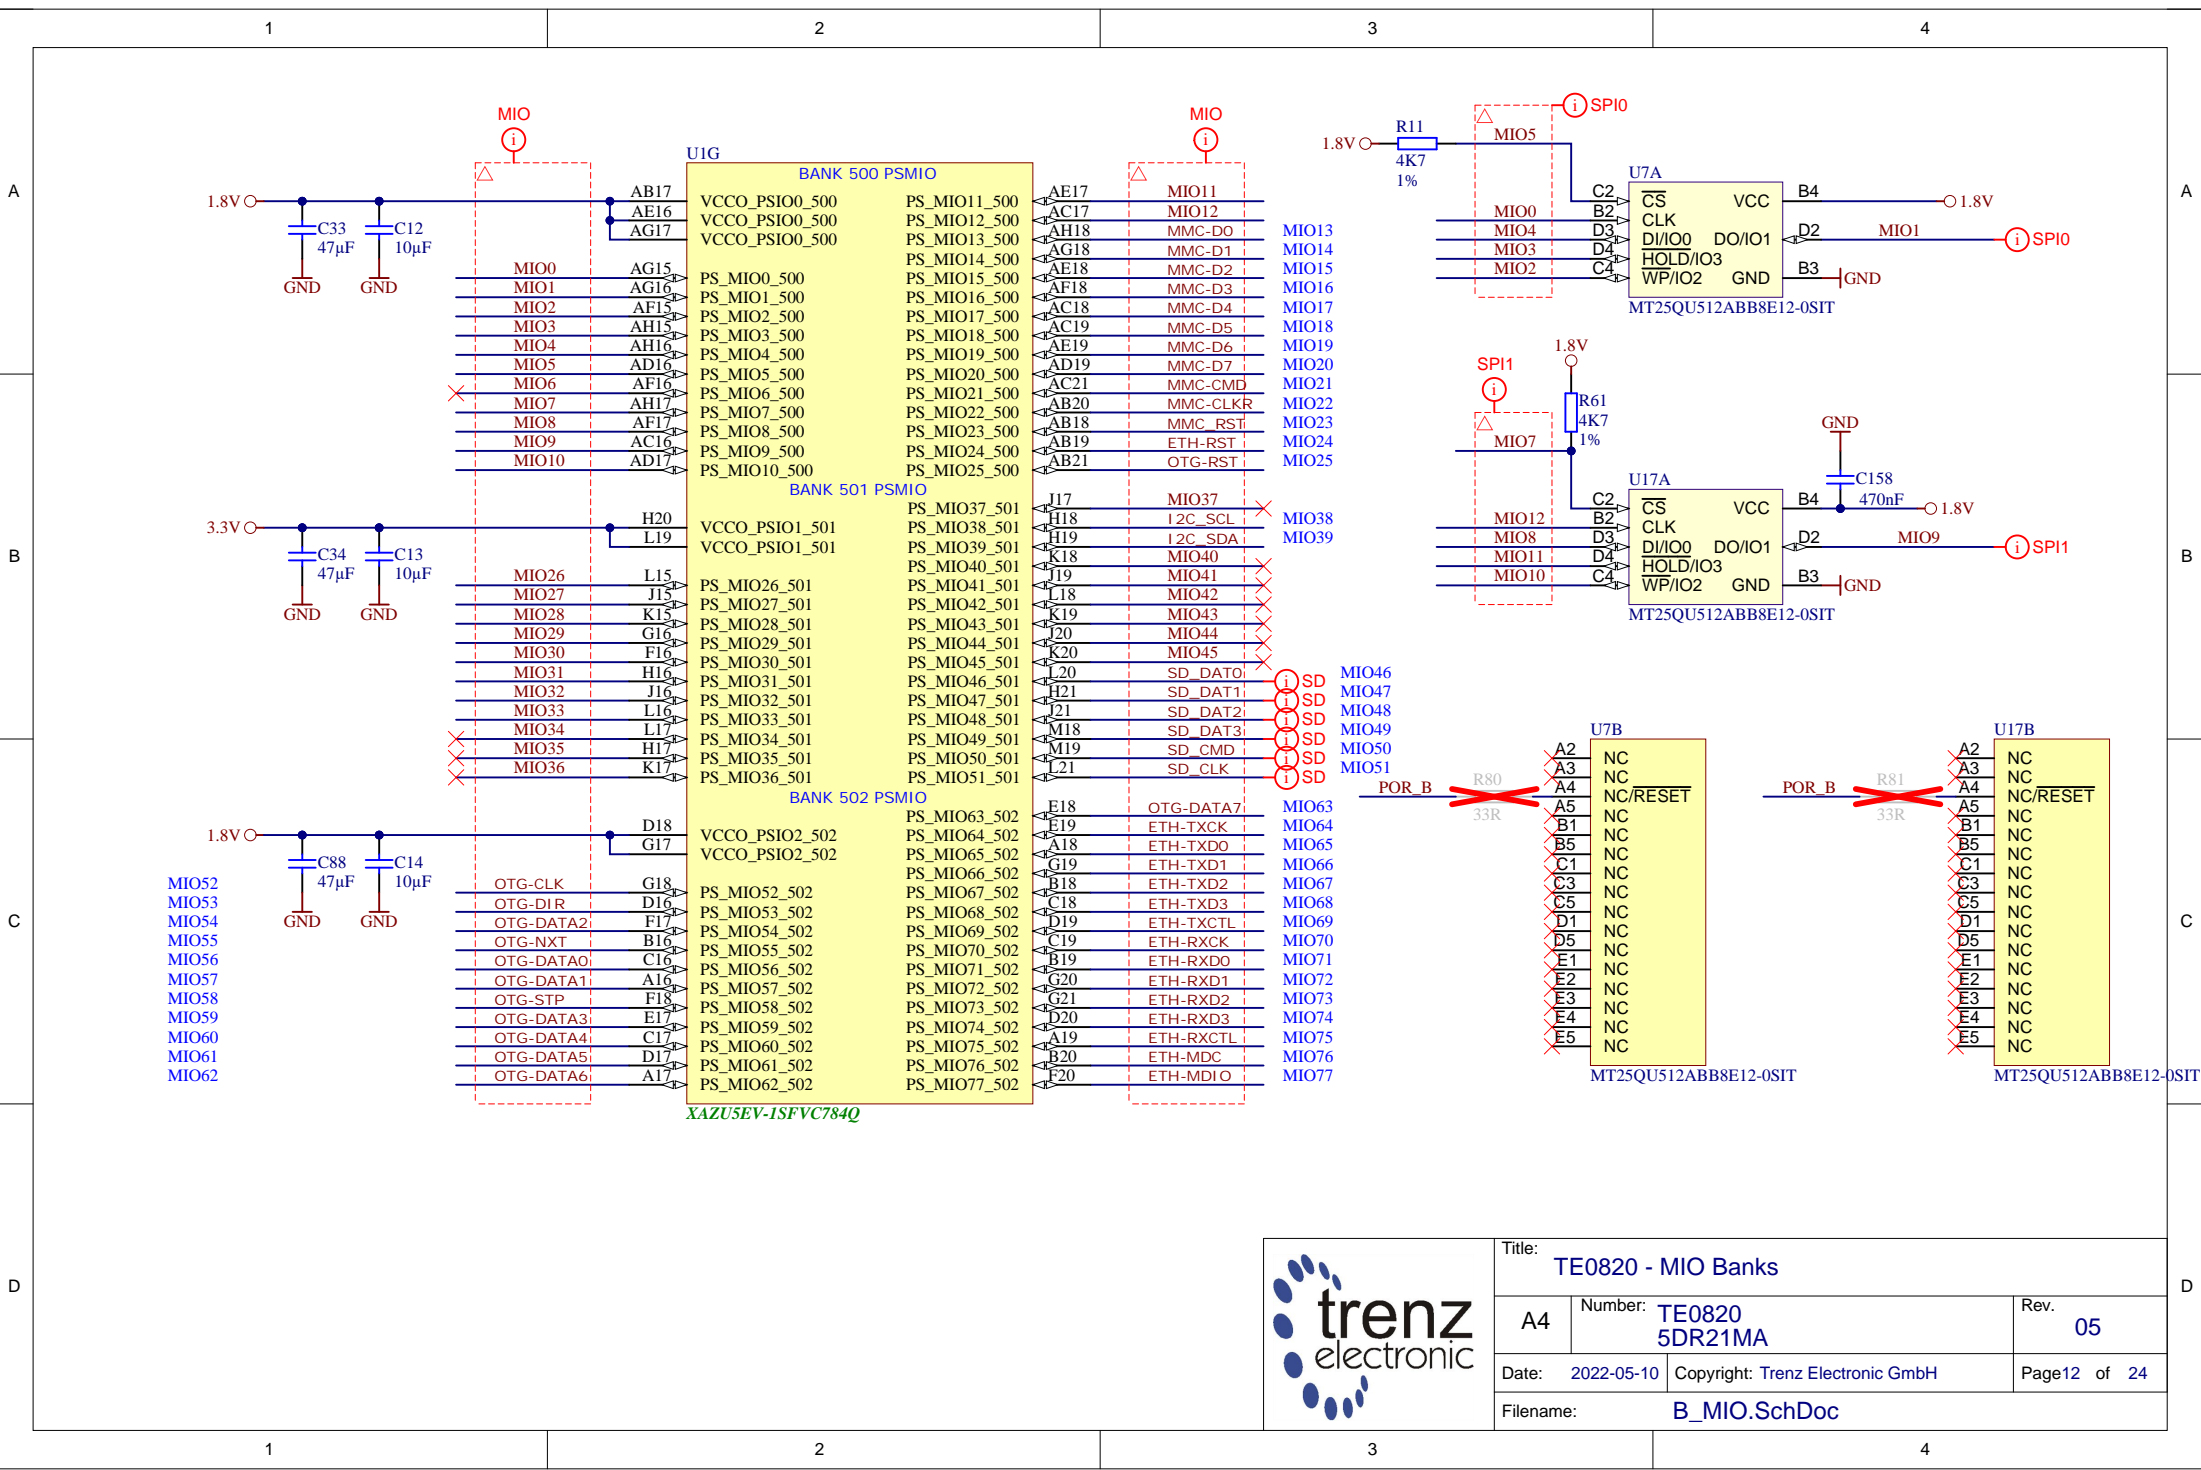 1 2 3 4
A
B
C
D
MIO
1.8V
C33
47µF
C12
10µF
GND GND
MIO0 AG15
MIO1 AG16
MIO2 AF15
MIO3 AH15
MIO4 AH16
MIO5 AD16
MIO6 AF16
MIO7 AH17
MIO8 AF17
MIO9 AC16
MIO10 AD17
3.3V
C34
47µF
C13
10µF
GND GND
MIO26 L15
MIO27 J15
MIO28 K15
MIO29 G16
MIO30 F16
MIO31 H16
MIO32 J16
MIO33 L16
MIO34 L17
MIO35 H17
MIO36 K17
1.8V
C88
47µF
C14
10µF
GND GND
MIO52 OTG-CLK G18
MIO53 OTG-DIR D16
MIO54 OTG-DATA2 F17
MIO55 OTG-NXT B16
MIO56 OTG-DATA0 C16
MIO57 OTG-DATA1 A16
MIO58 OTG-STP F18
MIO59 OTG-DATA3 E17
MIO60 OTG-DATA4 C17
MIO61 OTG-DATA5 D17
MIO62 OTG-DATA6 A17
U1G
BANK 500 PSMIO
AB17 VCCO_PSIO0_500
AE16 VCCO_PSIO0_500
AG17 VCCO_PSIO0_500
PS_MIO0_500
PS_MIO1_500
PS_MIO2_500
PS_MIO3_500
PS_MIO4_500
PS_MIO5_500
PS_MIO6_500
PS_MIO7_500
PS_MIO8_500
PS_MIO9_500
PS_MIO10_500
BANK 501 PSMIO
H20 VCCO_PSIO1_501
L19 VCCO_PSIO1_501
PS_MIO26_501
PS_MIO27_501
PS_MIO28_501
PS_MIO29_501
PS_MIO30_501
PS_MIO31_501
PS_MIO32_501
PS_MIO33_501
PS_MIO34_501
PS_MIO35_501
PS_MIO36_501
BANK 502 PSMIO
D18 VCCO_PSIO2_502
G17 VCCO_PSIO2_502
PS_MIO52_502
PS_MIO53_502
PS_MIO54_502
PS_MIO55_502
PS_MIO56_502
PS_MIO57_502
PS_MIO58_502
PS_MIO59_502
PS_MIO60_502
PS_MIO61_502
PS_MIO62_502
XAZU5EV-1SFVC784Q
MIO
PS_MIO11_500 AE17 MIO11
PS_MIO12_500 AC17 MIO12
PS_MIO13_500 AH18 MMC-D0 MIO13
PS_MIO14_500 AG18 MMC-D1 MIO14
PS_MIO15_500 AE18 MMC-D2 MIO15
PS_MIO16_500 AF18 MMC-D3 MIO16
PS_MIO17_500 AC18 MMC-D4 MIO17
PS_MIO18_500 AC19 MMC-D5 MIO18
PS_MIO19_500 AE19 MMC-D6 MIO19
PS_MIO20_500 AD19 MMC-D7 MIO20
PS_MIO21_500 AC21 MMC-CMD MIO21
PS_MIO22_500 AB20 MMC-CLKR MIO22
PS_MIO23_500 AB18 MMC_RST MIO23
PS_MIO24_500 AB19 ETH-RST MIO24
PS_MIO25_500 AB21 OTG-RST MIO25
PS_MIO37_501 J17 MIO37
PS_MIO38_501 H18 I2C_SCL MIO38
PS_MIO39_501 H19 I2C_SDA MIO39
PS_MIO40_501 K18 MIO40
PS_MIO41_501 J19 MIO41
PS_MIO42_501 L18 MIO42
PS_MIO43_501 K19 MIO43
PS_MIO44_501 J20 MIO44
PS_MIO45_501 K20 MIO45
PS_MIO46_501 L20 SD_DAT0 i SD MIO46
PS_MIO47_501 H21 SD_DAT1 i SD MIO47
PS_MIO48_501 J21 SD_DAT2 i SD MIO48
PS_MIO49_501 M18 SD_DAT3 i SD MIO49
PS_MIO50_501 M19 SD_CMD i SD MIO50
PS_MIO51_501 L21 SD_CLK i SD MIO51
PS_MIO63_502 E18 OTG-DATA7 MIO63
PS_MIO64_502 E19 ETH-TXCK MIO64
PS_MIO65_502 A18 ETH-TXD0 MIO65
PS_MIO66_502 G19 ETH-TXD1 MIO66
PS_MIO67_502 B18 ETH-TXD2 MIO67
PS_MIO68_502 C18 ETH-TXD3 MIO68
PS_MIO69_502 D19 ETH-TXCTL MIO69
PS_MIO70_502 C19 ETH-RXCK MIO70
PS_MIO71_502 B19 ETH-RXD0 MIO71
PS_MIO72_502 G20 ETH-RXD1 MIO72
PS_MIO73_502 G21 ETH-RXD2 MIO73
PS_MIO74_502 D20 ETH-RXD3 MIO74
PS_MIO75_502 A19 ETH-RXCTL MIO75
PS_MIO76_502 B20 ETH-MDC MIO76
PS_MIO77_502 F20 ETH-MDIO MIO77
i SPI0
1.8V R11 MIO5
4K7
1%
U7A
C2 CS VCC B4 1.8V
MIO0 B2 CLK
MIO4 D3 DI/IO0 DO/IO1 D2 MIO1 i SPI0
MIO3 D4 HOLD/IO3
MIO2 C4 WP/IO2 GND B3 GND
MT25QU512ABB8E12-0SIT
1.8V
SPI1
i
R61
4K7
1%
MIO7
GND
C158
470nF
U17A
C2 CS VCC B4 1.8V
MIO12 B2 CLK
MIO8 D3 DI/IO0 DO/IO1 D2 MIO9 i SPI1
MIO11 D4 HOLD/IO3
MIO10 C4 WP/IO2 GND B3 GND
MT25QU512ABB8E12-0SIT
U7B
A2 NC
A3 NC
POR_B R80 33R A4 NC/RESET
A5 NC
B1 NC
B5 NC
C1 NC
C3 NC
C5 NC
D1 NC
D5 NC
E1 NC
E2 NC
E3 NC
E4 NC
E5 NC
MT25QU512ABB8E12-0SIT
U17B
A2 NC
A3 NC
POR_B R81 33R A4 NC/RESET
A5 NC
B1 NC
B5 NC
C1 NC
C3 NC
C5 NC
D1 NC
D5 NC
E1 NC
E2 NC
E3 NC
E4 NC
E5 NC
MT25QU512ABB8E12-0SIT
trenz
electronic
Title:
TE0820 - MIO Banks
A4
Number: TE0820
5DR21MA
Rev.
05
Date: 2022-05-10 Copyright: Trenz Electronic GmbH Page12 of 24
Filename: B_MIO.SchDoc
A
B
C
D
1 2 3 4